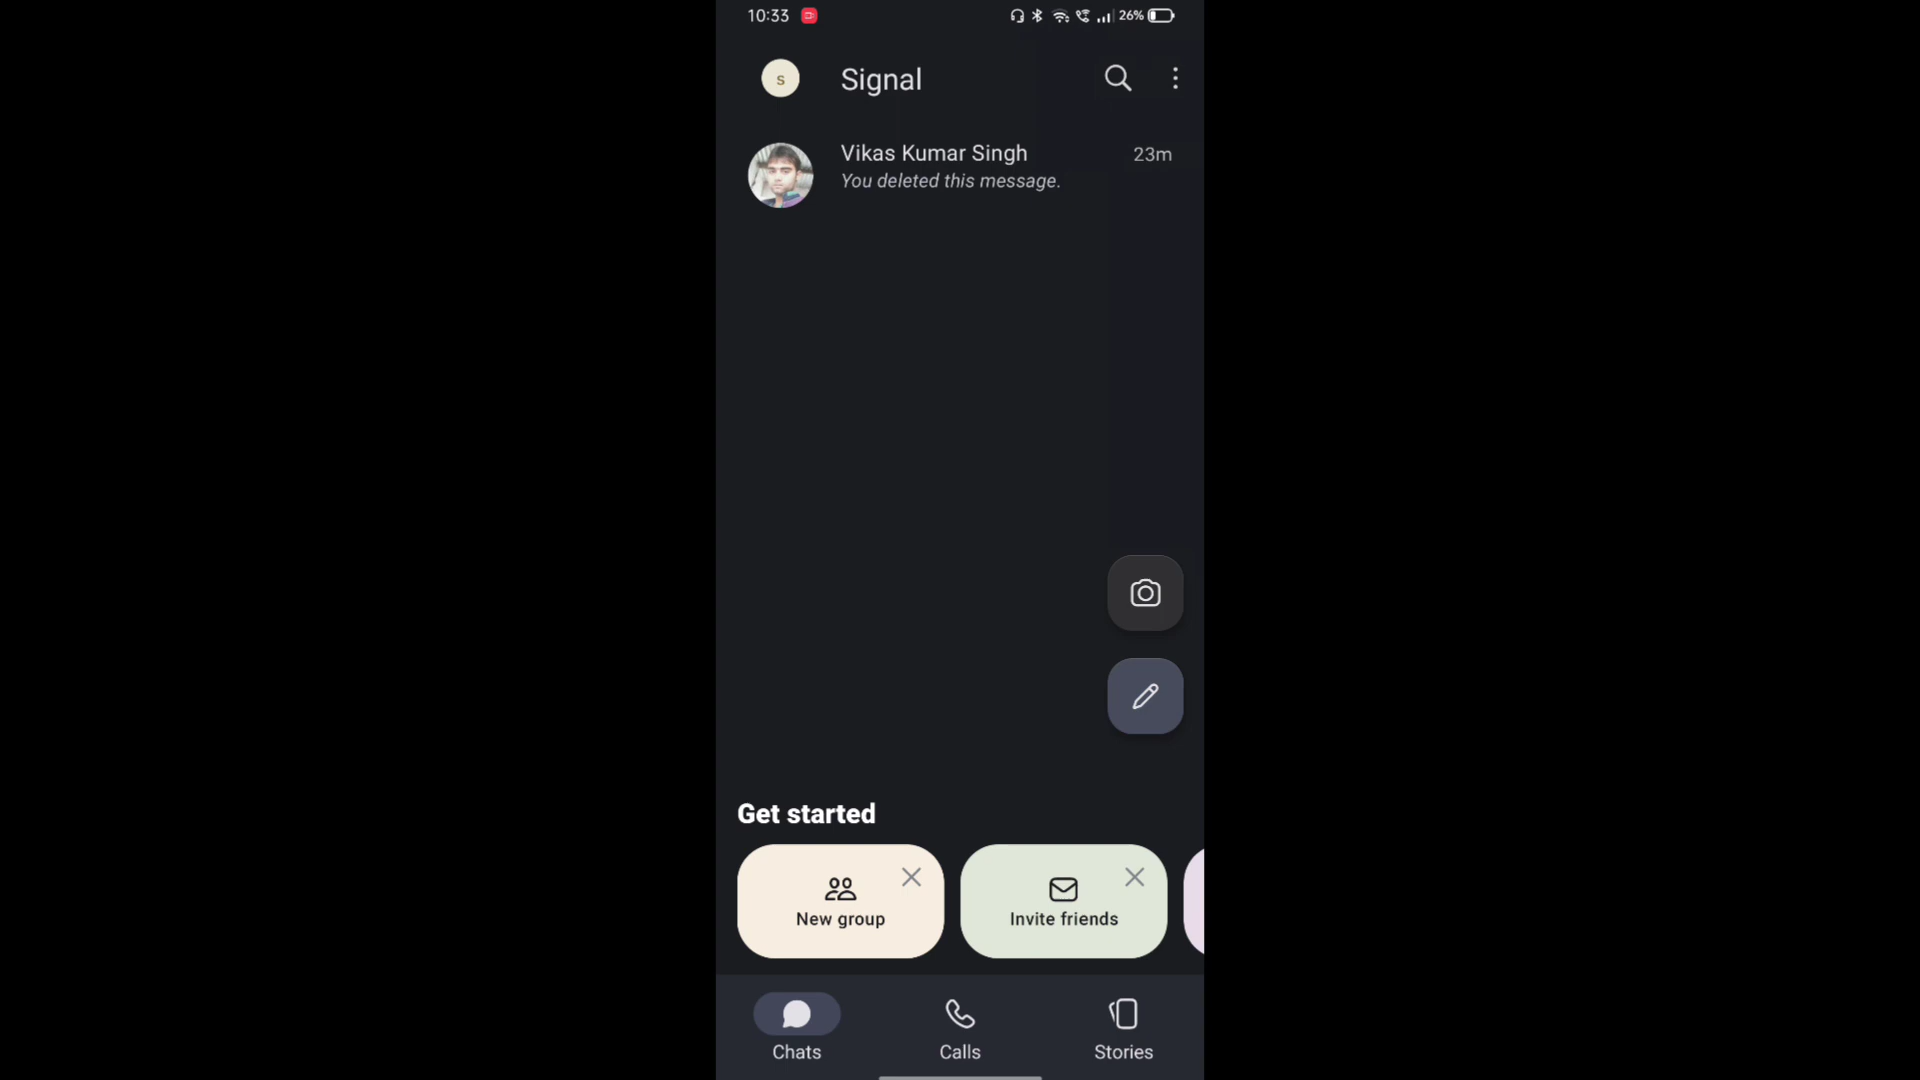 10:33
26%
s
Signal
Vikas Kumar Singh
23m
You deleted this message.
Get started
New group
Invite friends
Chats
Calls
Stories